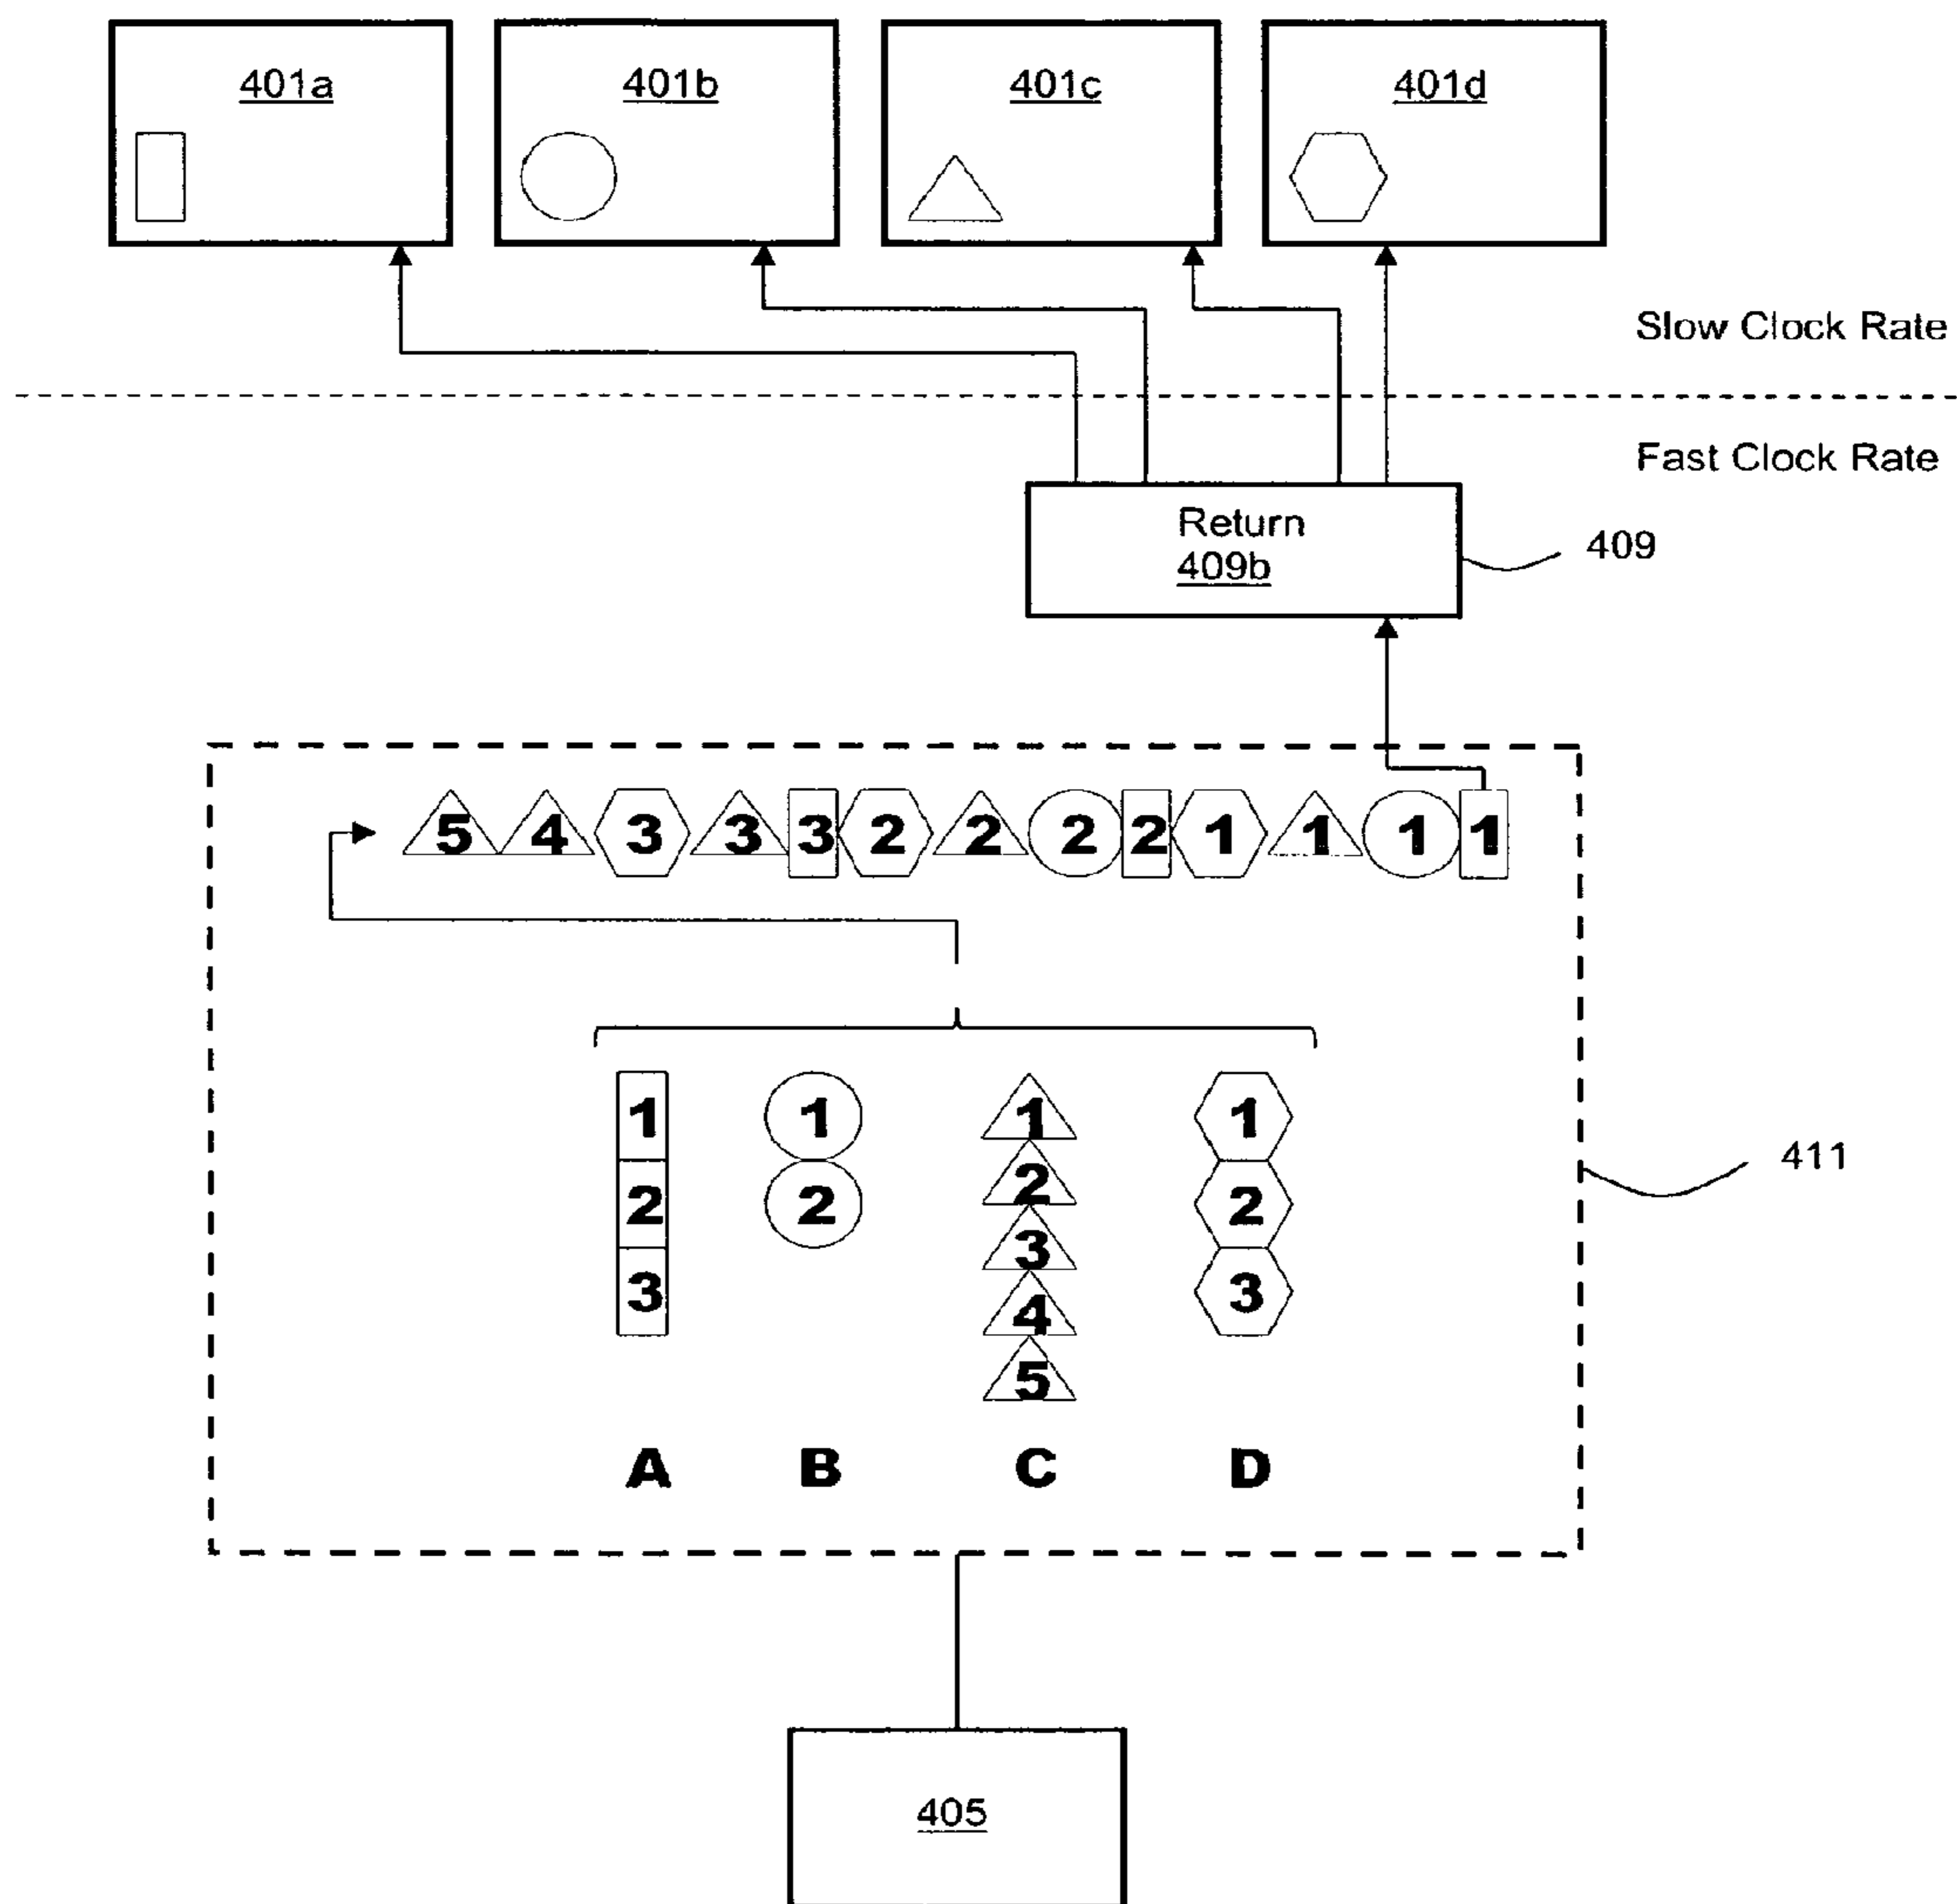 401a 401b 401c 401d
Slow Clock Rate
Fast Clock Rate
Return
409b
409
5 4 3 3 3 2 2 2 2 1 1 1 1
1 1 1 1
2 2 2 2
3 3 3
4
5
411
A B C D
405